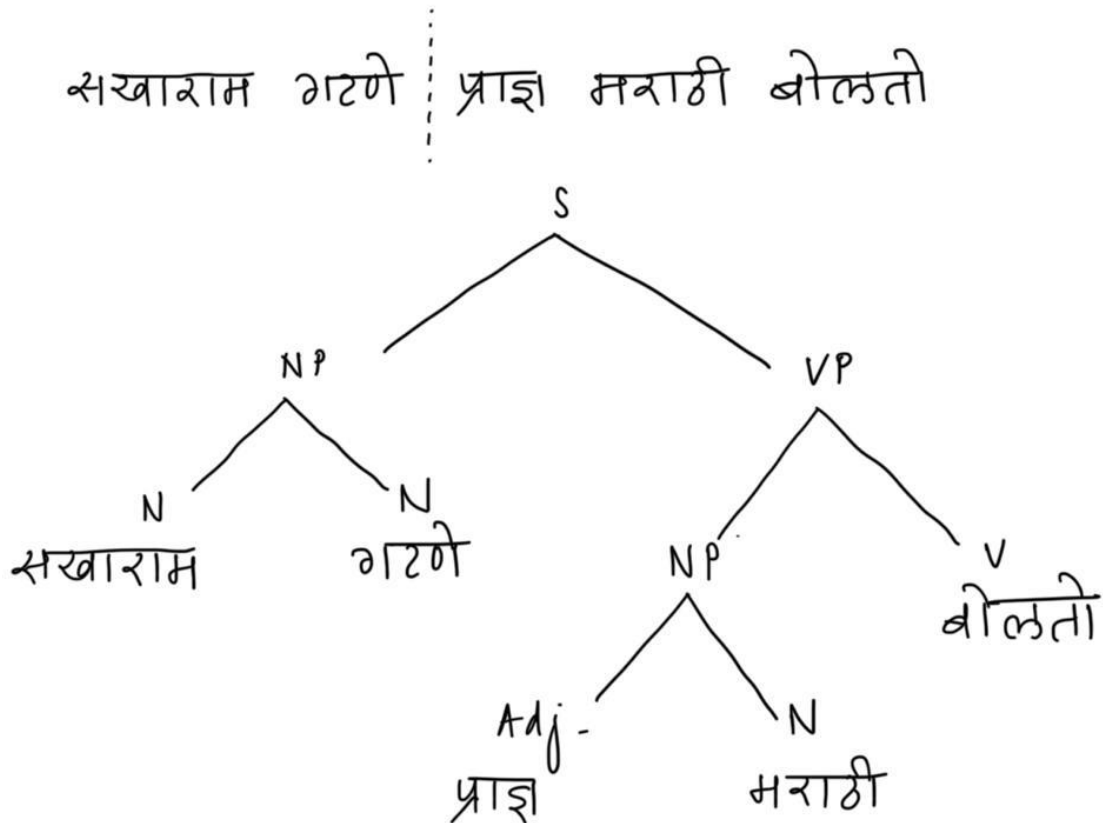 सखाराम गटणे प्राज्ञ मराठी बोलतो
S
NP VP
N N
सखाराम गटणे
NP V
बोलतो
Adj. N
प्राज्ञ मराठी